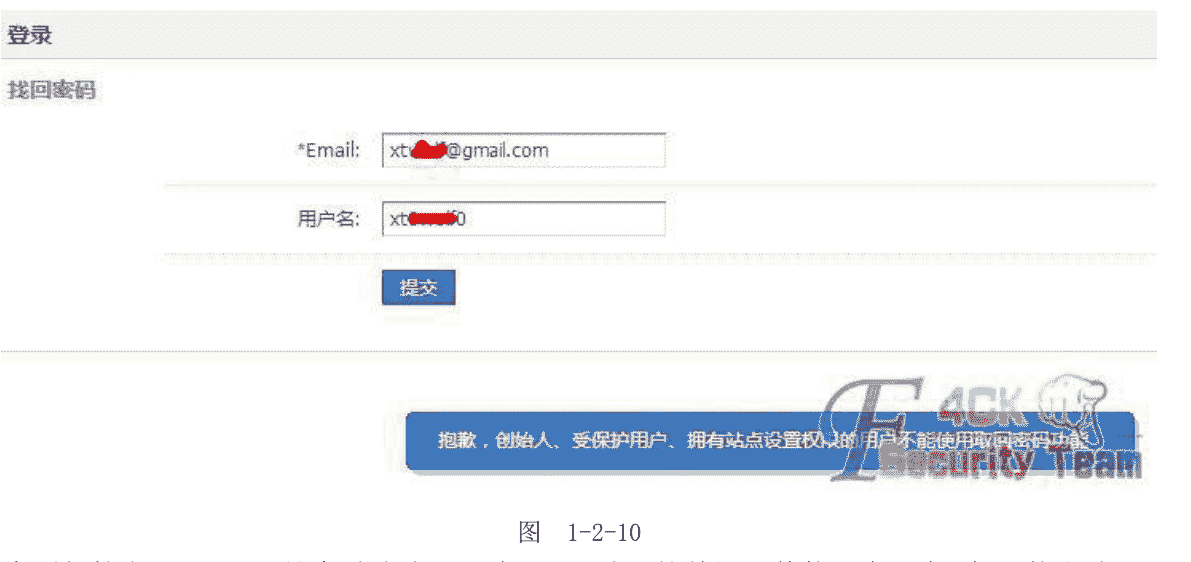 登录
找回密码
*Email:
@gmail.com
用户名:
提交
抱歉，创始人、受保护用户、拥有站点设置权限的用户不能使用取回密码功能
F4CK
Security Team
图 1-2-10